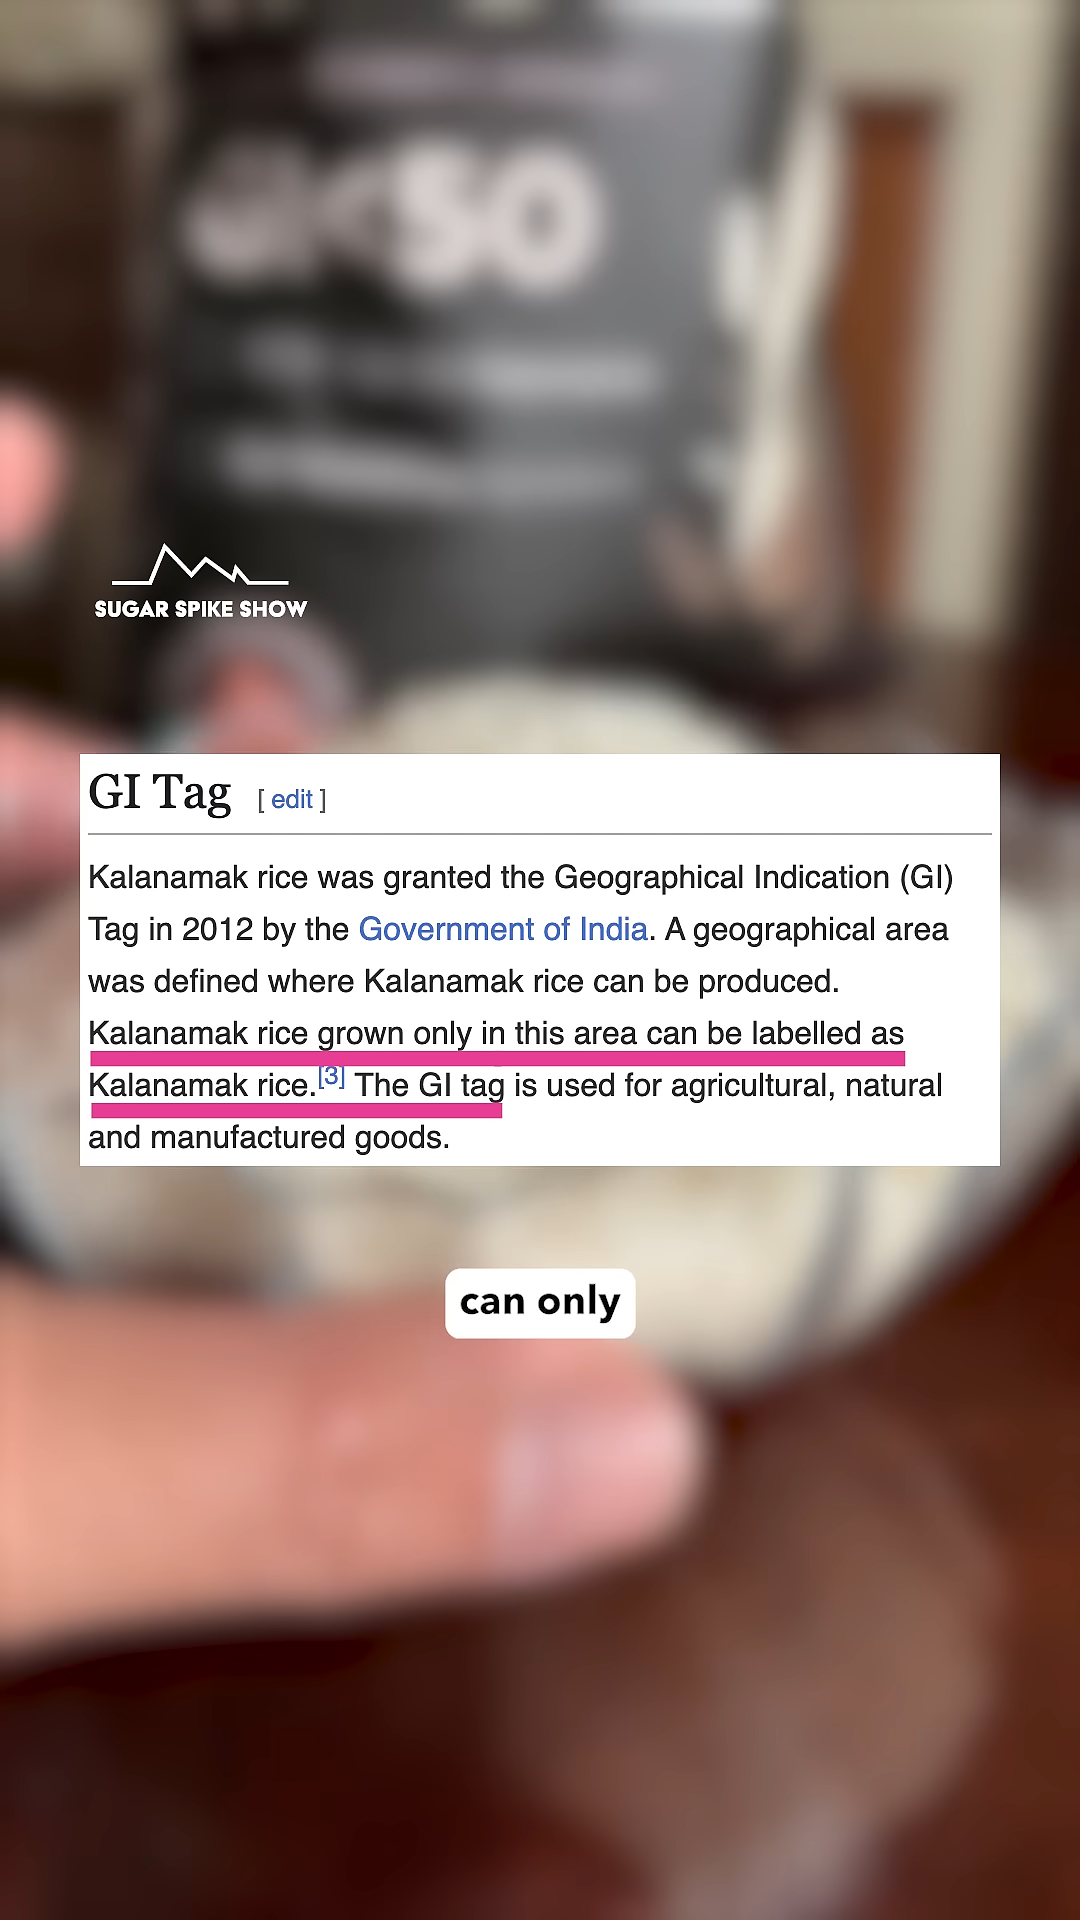 SUGAR SPIKE SHOW
GI Tag [ edit ]
Kalanamak rice was granted the Geographical Indication (GI)
Tag in 2012 by the Government of India. A geographical area
was defined where Kalanamak rice can be produced.
Kalanamak rice grown only in this area can be labelled as
Kalanamak rice.[3] The GI tag is used for agricultural, natural
and manufactured goods.
can only